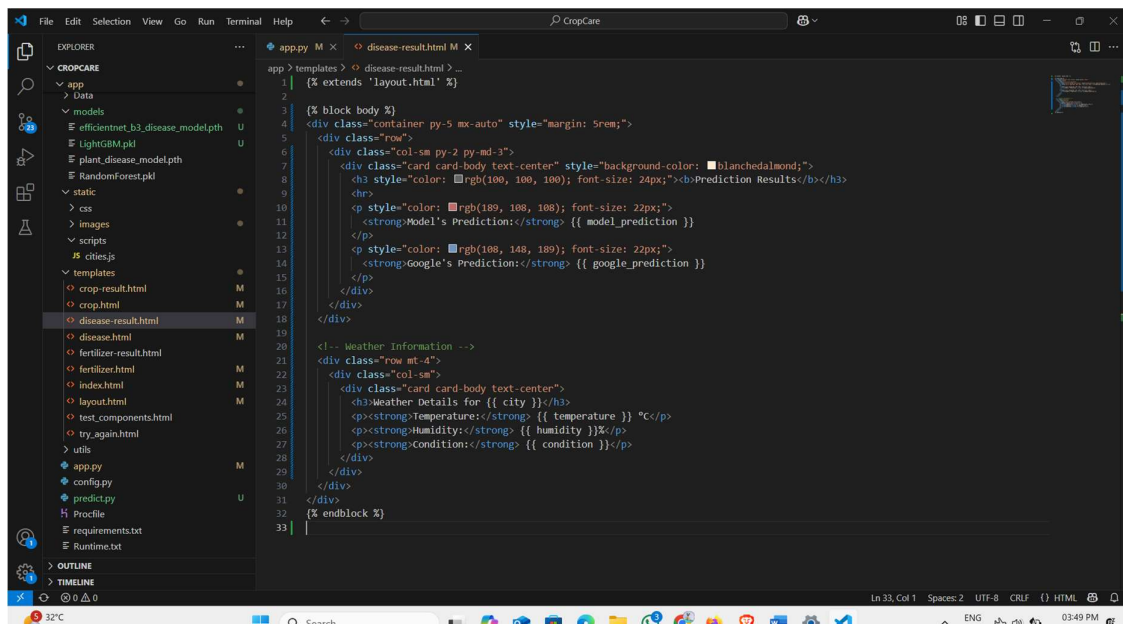 File Edit Selection View Go Run Terminal Help
CropCare
EXPLORER
CROPCARE
app
Data
models
efficientnet_b3_disease_model.pth U
LightGBM.pkl U
plant_disease_model.pth
RandomForest.pkl
static
css
images
scripts
JS cities.js
templates
crop-result.html M
crop.html M
disease-result.html M
disease.html M
fertilizer-result.html
fertilizer.html M
index.html M
layout.html M
test_components.html
try_again.html
utils
app.py M
config.py
predict.py U
Procfile
requirements.txt
Runtime.txt
OUTLINE
TIMELINE
23
1
1
app.py M
disease-result.html M
app > templates > disease-result.html > ...
1 {% extends 'layout.html' %}
2
3 {% block body %}
4 <div class="container py-5 mx-auto" style="margin: 5rem;">
5 <div class="row">
6 <div class="col-sm py-2 py-md-3">
7 <div class="card card-body text-center" style="background-color: blanchedalmond;">
8 <h3 style="color: rgb(100, 100, 100); font-size: 24px;"><b>Prediction Results</b></h3>
9 <hr>
10 <p style="color: rgb(189, 108, 108); font-size: 22px;">
11 <strong>Model's Prediction:</strong> {{ model_prediction }}
12 </p>
13 <p style="color: rgb(108, 148, 189); font-size: 22px;">
14 <strong>Google's Prediction:</strong> {{ google_prediction }}
15 </p>
16 </div>
17 </div>
18 </div>
19
20 <!-- Weather Information -->
21 <div class="row mt-4">
22 <div class="col-sm">
23 <div class="card card-body text-center">
24 <h3>Weather Details for {{ city }}</h3>
25 <p><strong>Temperature:</strong> {{ temperature }} °C</p>
26 <p><strong>Humidity:</strong> {{ humidity }}%</p>
27 <p><strong>Condition:</strong> {{ condition }}</p>
28 </div>
29 </div>
30 </div>
31 </div>
32 {% endblock %}
33
0 0
Ln 33, Col 1 Spaces: 2 UTF-8 CRLF {} HTML
5 32°C
Search
3
ENG
03:49 PM